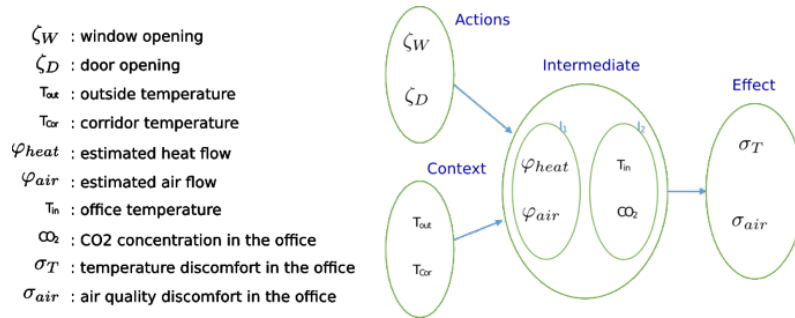 ζW : window opening
ζD : door opening
Tout : outside temperature
TCor : corridor temperature
φheat : estimated heat flow
φair : estimated air flow
Tin : office temperature
CO2 : CO2 concentration in the office
σT : temperature discomfort in the office
σair : air quality discomfort in the office
Actions
ζW
ζD
Context
Tout
TCor
Intermediate
I1
φheat
φair
I2
Tin
CO2
Effect
σT
σair